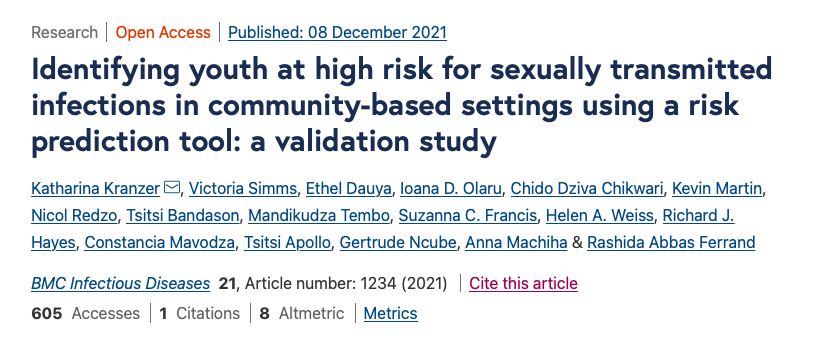 Research | Open Access | Published: 08 December 2021
Identifying youth at high risk for sexually transmitted
infections in community-based settings using a risk
prediction tool: a validation study
Katharina Kranzer, Victoria Simms, Ethel Dauya, Ioana D. Olaru, Chido Dziva Chikwari, Kevin Martin,
Nicol Redzo, Tsitsi Bandason, Mandikudza Tembo, Suzanna C. Francis, Helen A. Weiss, Richard J.
Hayes, Constancia Mavodza, Tsitsi Apollo, Gertrude Ncube, Anna Machiha & Rashida Abbas Ferrand
BMC Infectious Diseases 21, Article number: 1234 (2021) | Cite this article
605 Accesses | 1 Citations | 8 Altmetric | Metrics